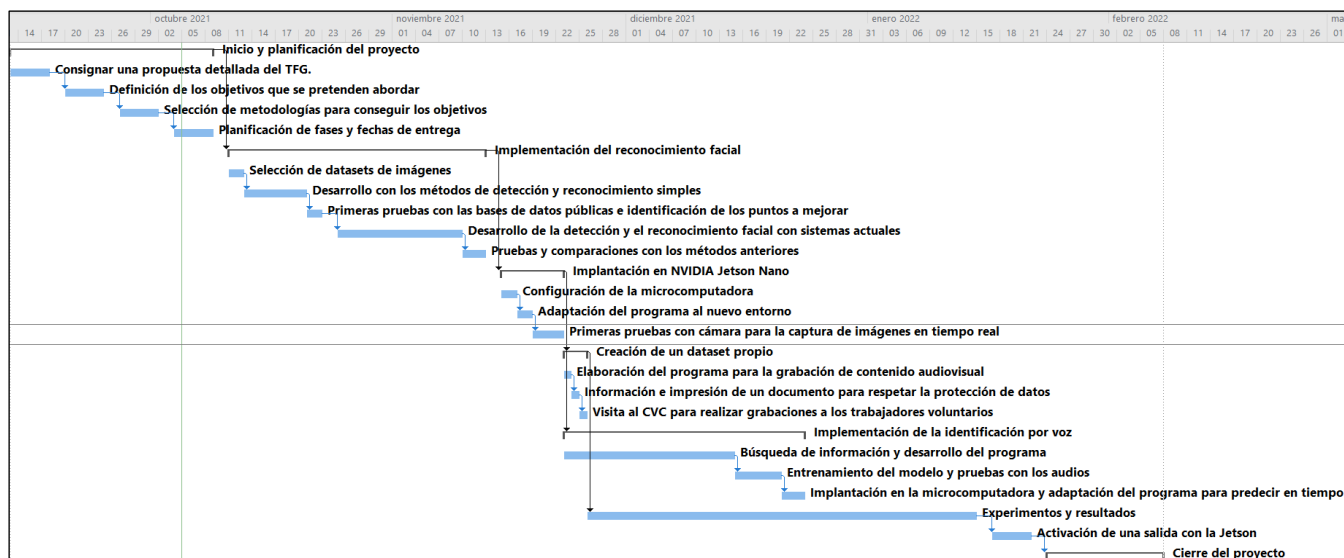 octubre 2021 noviembre 2021 diciembre 2021 enero 2022 febrero 2022 ma
14 17 20 23 26 29 02 05 08 11 14 17 20 23 26 29 01 04 07 10 13 16 19 22 25 28 01 04 07 10 13 16 19 22 25 28 31 03 06 09 12 15 18 21 24 27 30 02 05 08 11 14 17 20 23 26 01
Inicio y planificación del proyecto
Consignar una propuesta detallada del TFG.
Definición de los objetivos que se pretenden abordar
Selección de metodologías para conseguir los objetivos
Planificación de fases y fechas de entrega
Implementación del reconocimiento facial
Selección de datasets de imágenes
Desarrollo con los métodos de detección y reconocimiento simples
Primeras pruebas con las bases de datos públicas e identificación de los puntos a mejorar
Desarrollo de la detección y el reconocimiento facial con sistemas actuales
Pruebas y comparaciones con los métodos anteriores
Implantación en NVIDIA Jetson Nano
Configuración de la microcomputadora
Adaptación del programa al nuevo entorno
Primeras pruebas con cámara para la captura de imágenes en tiempo real
Creación de un dataset propio
Elaboración del programa para la grabación de contenido audiovisual
Información e impresión de un documento para respetar la protección de datos
Visita al CVC para realizar grabaciones a los trabajadores voluntarios
Implementación de la identificación por voz
Búsqueda de información y desarrollo del programa
Entrenamiento del modelo y pruebas con los audios
Implantación en la microcomputadora y adaptación del programa para predecir en tiempo
Experimentos y resultados
Activación de una salida con la Jetson
Cierre del proyecto